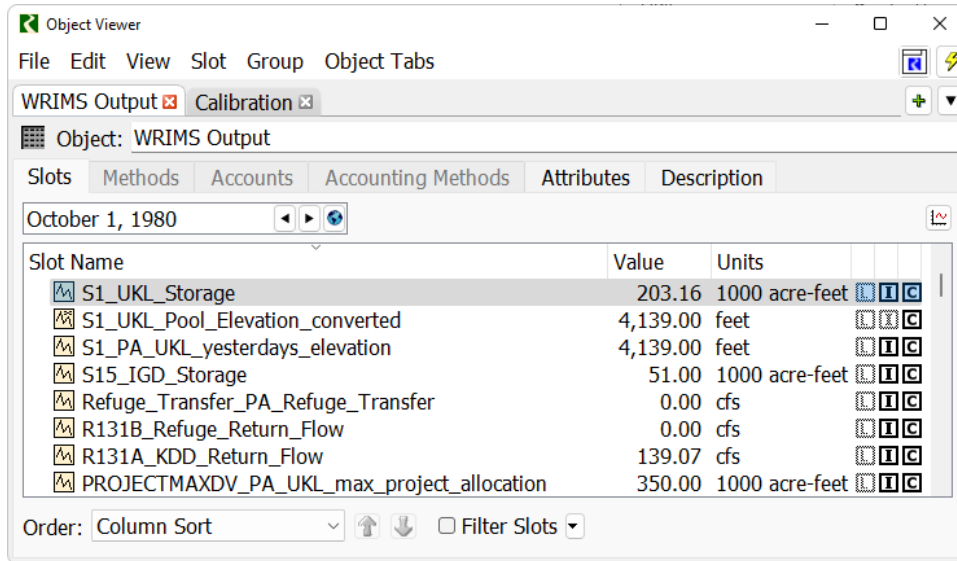 Object Viewer
File Edit View Slot Group Object Tabs
WRIMS Output Calibration
Object: WRIMS Output
Slots Methods Accounts Accounting Methods Attributes Description
October 1, 1980
Slot Name Value Units
S1_UKL_Storage 203.16 1000 acre-feet L I C
S1_UKL_Pool_Elevation_converted 4,139.00 feet L I C
S1_PA_UKL_yesterdays_elevation 4,139.00 feet L I C
S15_IGD_Storage 51.00 1000 acre-feet L I C
Refuge_Transfer_PA_Refuge_Transfer 0.00 cfs L I C
R131B_Refuge_Return_Flow 0.00 cfs L I C
R131A_KDD_Return_Flow 139.07 cfs L I C
PROJECTMAXDV_PA_UKL_max_project_allocation 350.00 1000 acre-feet L I C
Order: Column Sort Filter Slots